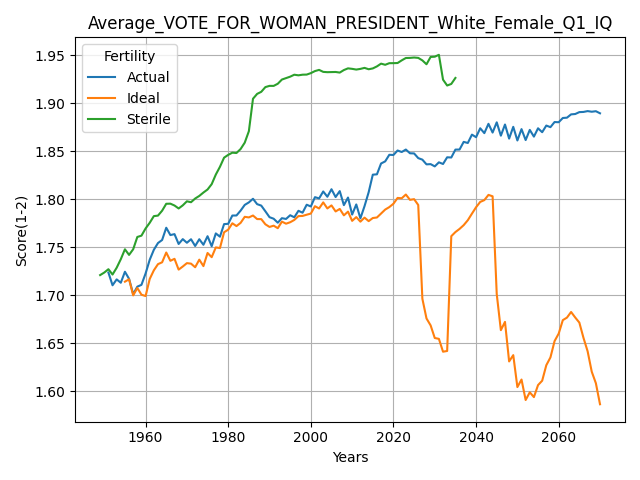 Average_VOTE_FOR_WOMAN_PRESIDENT_White_Female_Q1_IQ
Fertility
Actual
Ideal
Sterile
Score(1-2)
1.95
1.90
1.85
1.80
1.75
1.70
1.65
1.60
1960 1980 2000 2020 2040 2060
Years